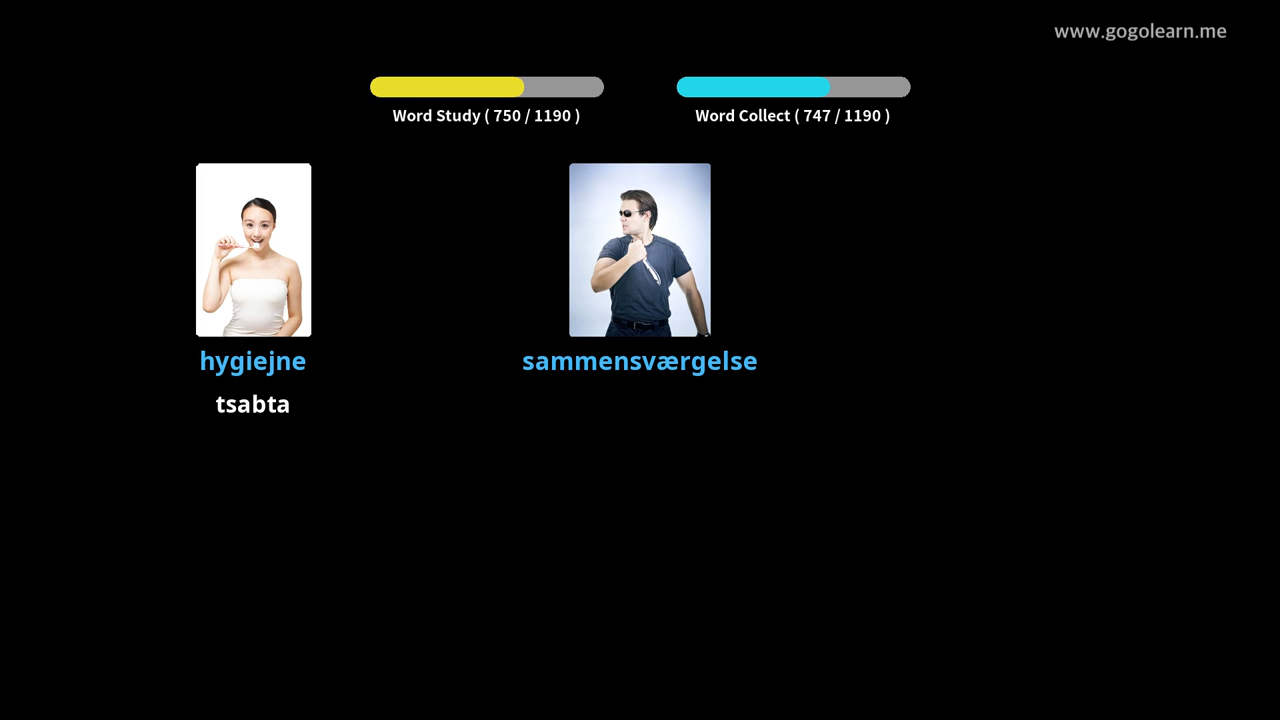 www.gogolearn.me
Word Study ( 750 / 1190 )
Word Collect ( 747 / 1190 )
hygiejne
sammensværgelse
tsabta